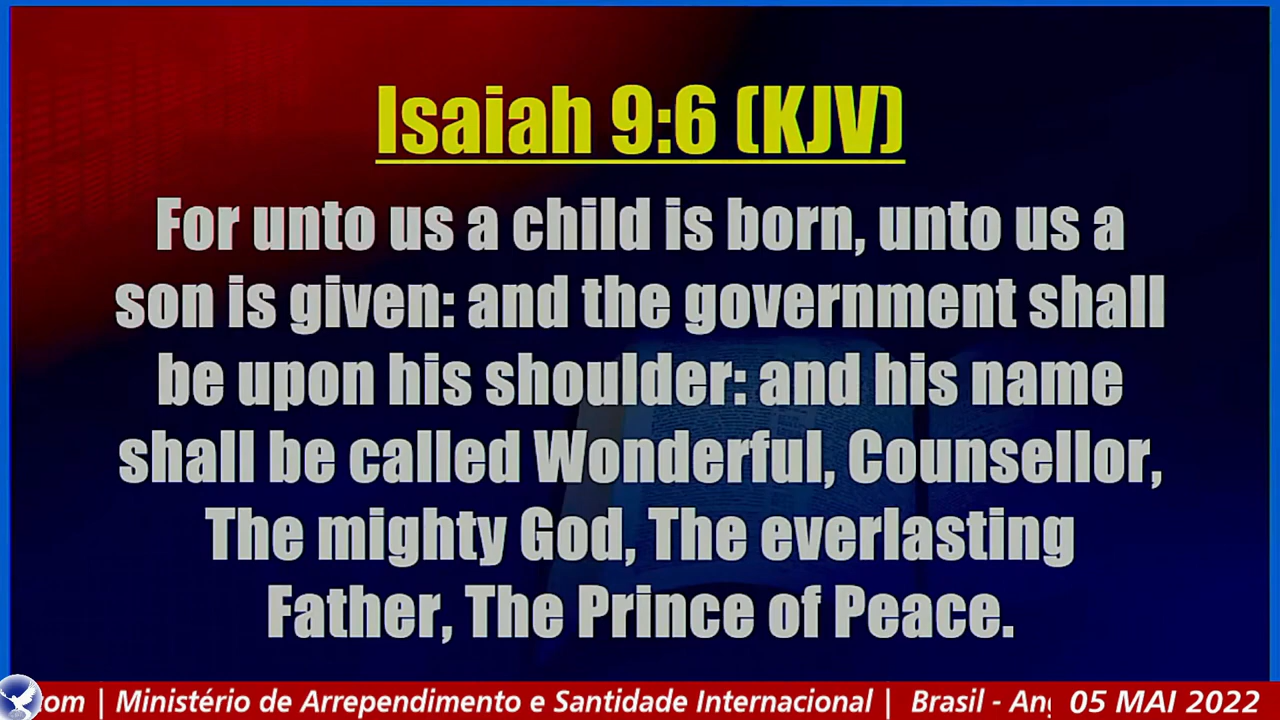 Isaiah 9:6 (KJV)
For unto us a child is born, unto us a
son is given: and the government shall
be upon his shoulder: and his name
shall be called Wonderful, Counsellor,
The mighty God, The everlasting
Father, The Prince of Peace.
| Ministério de Arrependimento e Santidade Internacional | Brasil - 05 MAI 2022